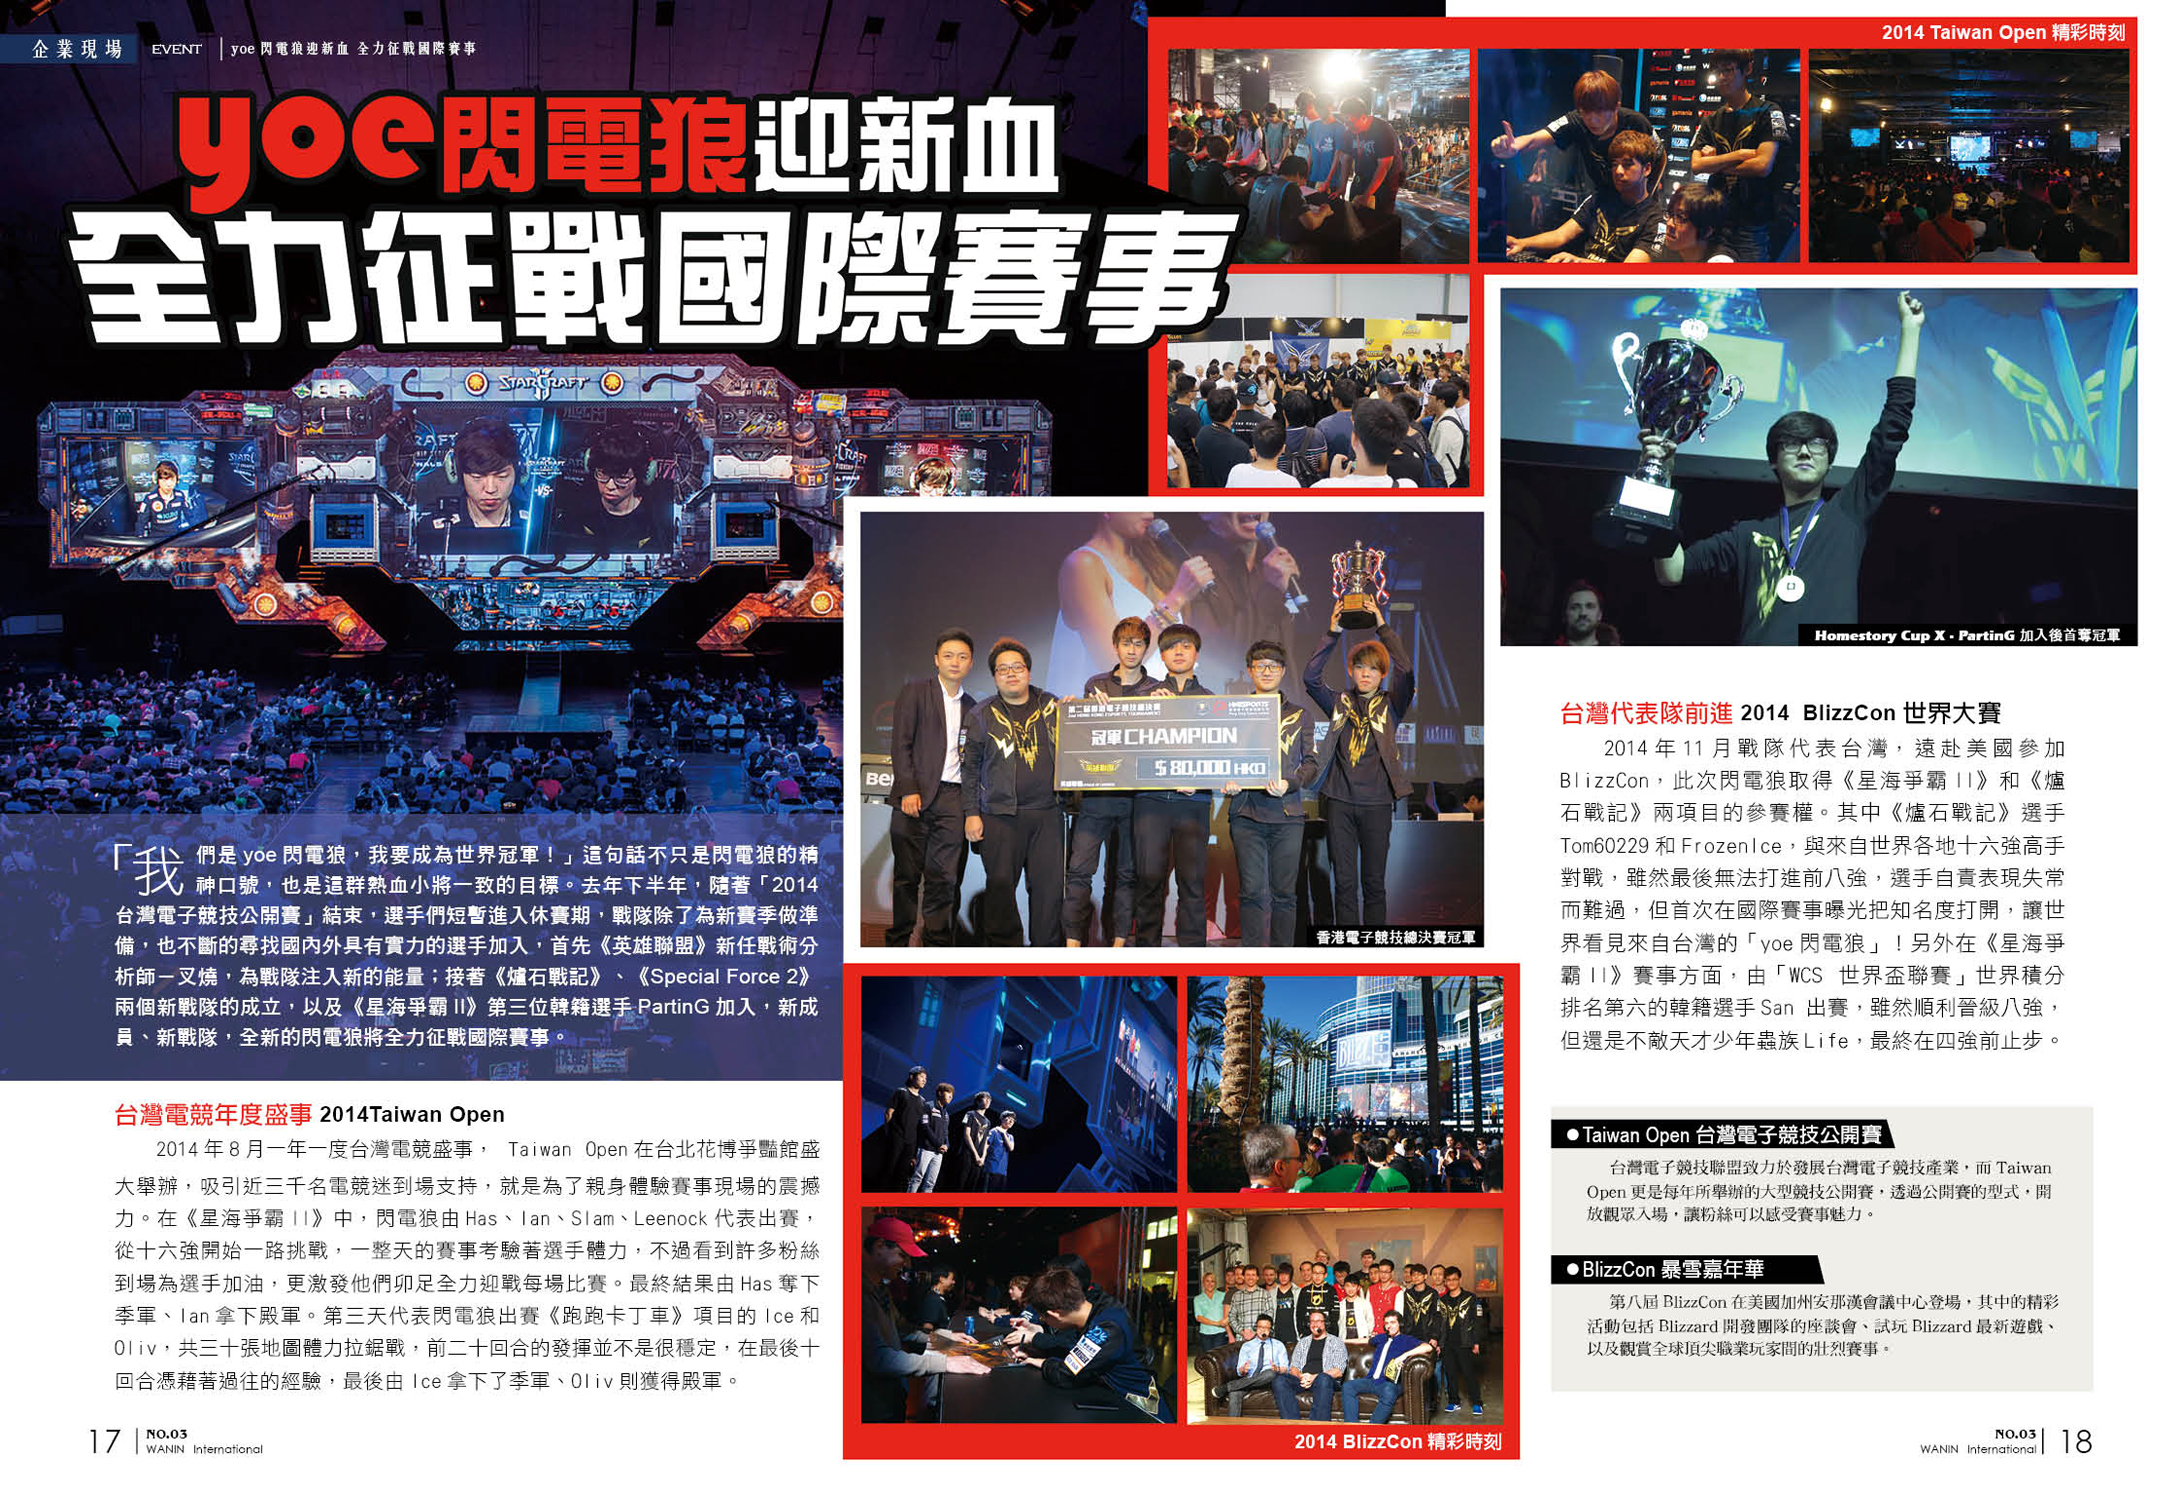 企業現場 EVENT yoe 閃電狼迎新血 全力征戰國際賽事
yoe閃電狼迎新血
全力征戰國際賽事
STARCRAFT
「我們是 yoe 閃電狼，我要成為世界冠軍！」這句話不只是閃電狼的精
神口號，也是這群熱血小將一致的目標。去年下半年，隨著「2014
台灣電子競技公開賽」結束，選手們短暫進入休賽期，戰隊除了為新賽季做準
備，也不斷的尋找國內外具有實力的選手加入，首先《英雄聯盟》新任戰術分
析師－叉燒，為戰隊注入新的能量；接著《爐石戰記》、《Special Force 2》
兩個新戰隊的成立，以及《星海爭霸 II》第三位韓籍選手 PartinG 加入，新成
員、新戰隊，全新的閃電狼將全力征戰國際賽事。
台灣電競年度盛事 2014Taiwan Open
2014 年 8 月一年一度台灣電競盛事， Taiwan Open 在台北花博爭豔館盛
大舉辦，吸引近三千名電競迷到場支持，就是為了親身體驗賽事現場的震撼
力。在《星海爭霸 II》中，閃電狼由 Has、Ian、Slam、Leenock 代表出賽，
從十六強開始一路挑戰，一整天的賽事考驗著選手體力，不過看到許多粉絲
到場為選手加油，更激發他們卯足全力迎戰每場比賽。最終結果由 Has 奪下
季軍、Ian 拿下殿軍。第三天代表閃電狼出賽《跑跑卡丁車》項目的 Ice 和
Oliv，共三十張地圖體力拉鋸戰，前二十回合的發揮並不是很穩定，在最後十
回合憑藉著過往的經驗，最後由 Ice 拿下了季軍、Oliv 則獲得殿軍。
17 NO.03
WANIN International
2014 Taiwan Open 精彩時刻
Homestory Cup X - PartinG 加入後首奪冠軍
第二屆香港電子競技總決賽
2nd HONG KONG ESPORTS TOURNAMENT
冠軍 CHAMPION
英雄聯盟 $ 80,000 HKD
香港電子競技總決賽冠軍
2014 BlizzCon 精彩時刻
台灣代表隊前進 2014 BlizzCon 世界大賽
2014 年 11 月戰隊代表台灣，遠赴美國參加
BlizzCon，此次閃電狼取得《星海爭霸 II》和《爐
石戰記》兩項目的參賽權。其中《爐石戰記》選手
Tom60229 和 FrozenIce，與來自世界各地十六強高手
對戰，雖然最後無法打進前八強，選手自責表現失常
而難過，但首次在國際賽事曝光把知名度打開，讓世
界看見來自台灣的「yoe 閃電狼」！另外在《星海爭
霸 II》賽事方面，由「WCS 世界盃聯賽」世界積分
排名第六的韓籍選手 San 出賽，雖然順利晉級八強，
但還是不敵天才少年蟲族 Life，最終在四強前止步。
●Taiwan Open 台灣電子競技公開賽
台灣電子競技聯盟致力於發展台灣電子競技產業，而 Taiwan
Open 更是每年所舉辦的大型競技公開賽，透過公開賽的型式，開
放觀眾入場，讓粉絲可以感受賽事魅力。
●BlizzCon 暴雪嘉年華
第八屆 BlizzCon 在美國加州安那漢會議中心登場，其中的精彩
活動包括 Blizzard 開發團隊的座談會、試玩 Blizzard 最新遊戲、
以及觀賞全球頂尖職業玩家間的壯烈賽事。
NO.03 18
WANIN International